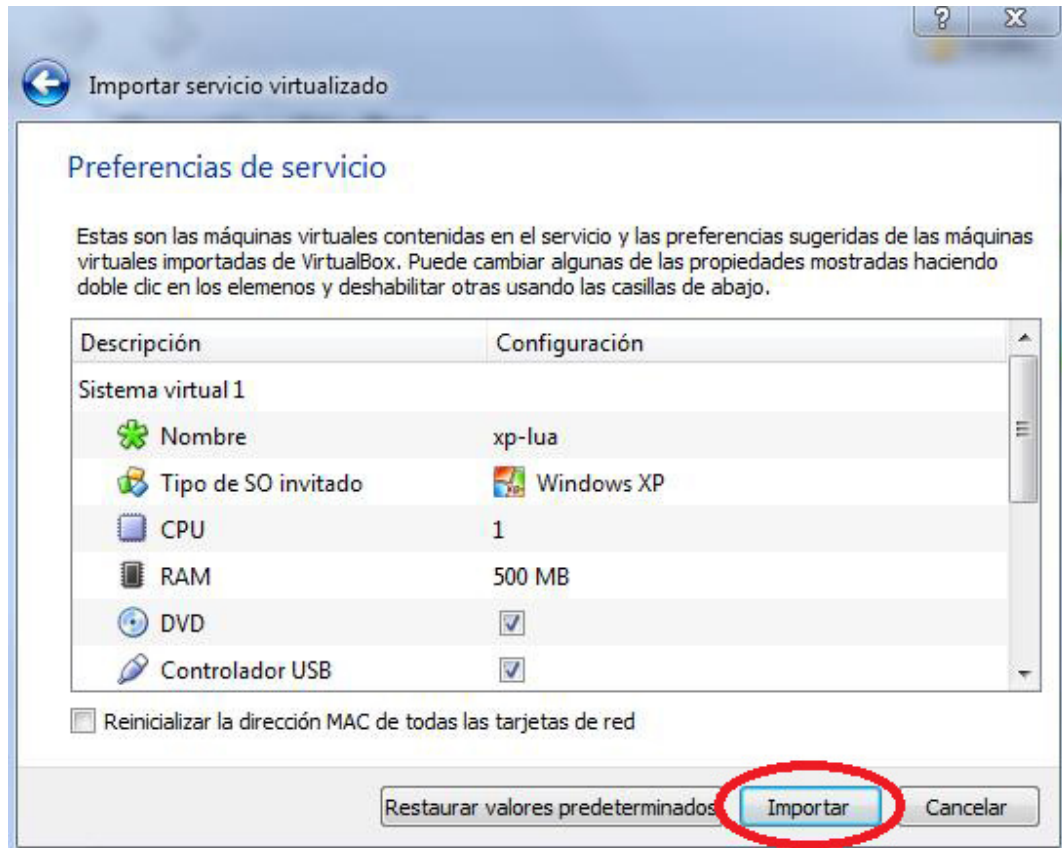 Importar servicio virtualizado
Preferencias de servicio
Estas son las máquinas virtuales contenidas en el servicio y las preferencias sugeridas de las máquinas
virtuales importadas de VirtualBox. Puede cambiar algunas de las propiedades mostradas haciendo
doble clic en los elemenos y deshabilitar otras usando las casillas de abajo.
Descripción Configuración
Sistema virtual 1
Nombre xp-lua
Tipo de SO invitado Windows XP
CPU 1
RAM 500 MB
DVD
Controlador USB
Reinicializar la dirección MAC de todas las tarjetas de red
Restaurar valores predeterminados Importar Cancelar